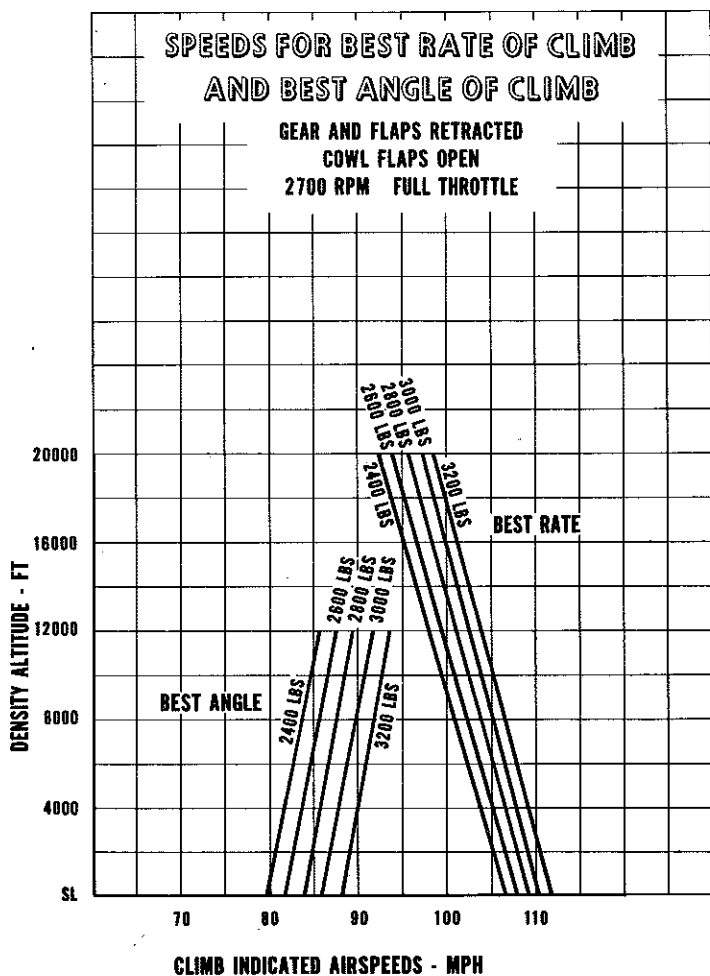 SPEEDS FOR BEST RATE OF CLIMB
AND BEST ANGLE OF CLIMB
GEAR AND FLAPS RETRACTED
COWL FLAPS OPEN
2700 RPM FULL THROTTLE
DENSITY ALTITUDE - FT
20000
16000
12000
8000
4000
SL
2600 LBS
2800 LBS
3000 LBS
2400 LBS
3200 LBS
BEST RATE
2600 LBS
2800 LBS
3000 LBS
BEST ANGLE
2400 LBS
3200 LBS
70 80 90 100 110
CLIMB INDICATED AIRSPEEDS - MPH